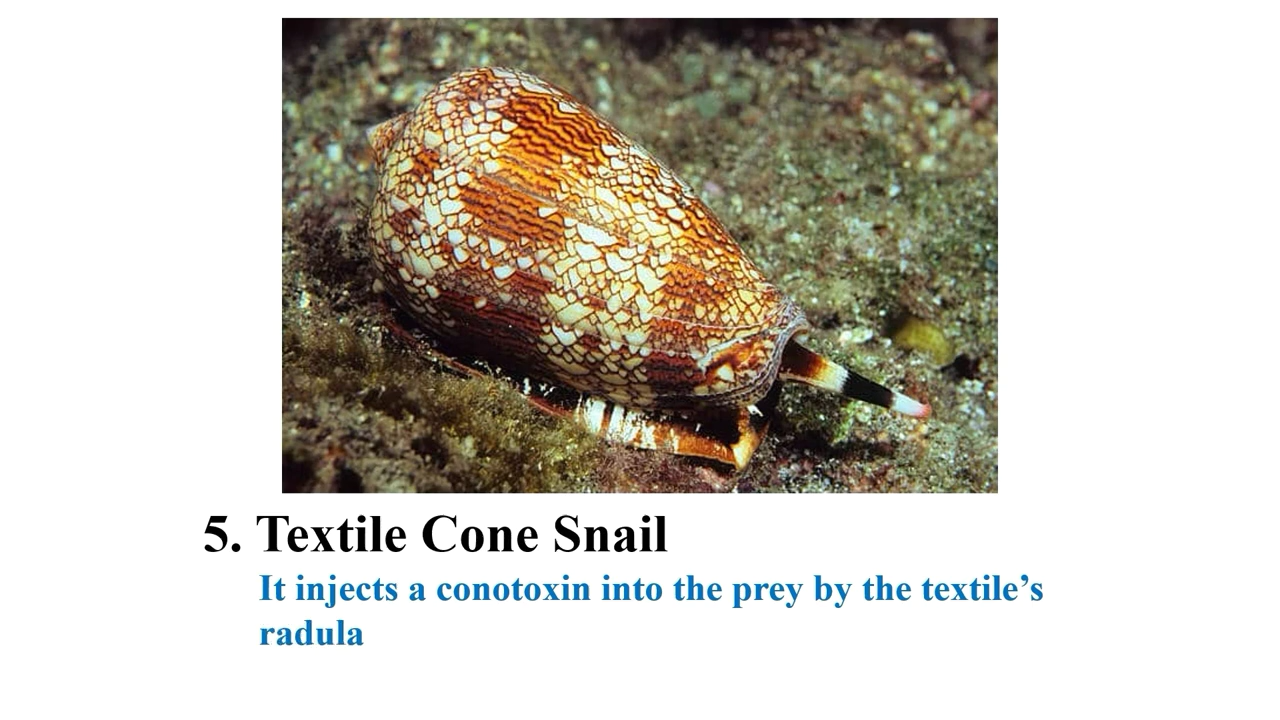 5. Textile Cone Snail
It injects a conotoxin into the prey by the textile’s
radula